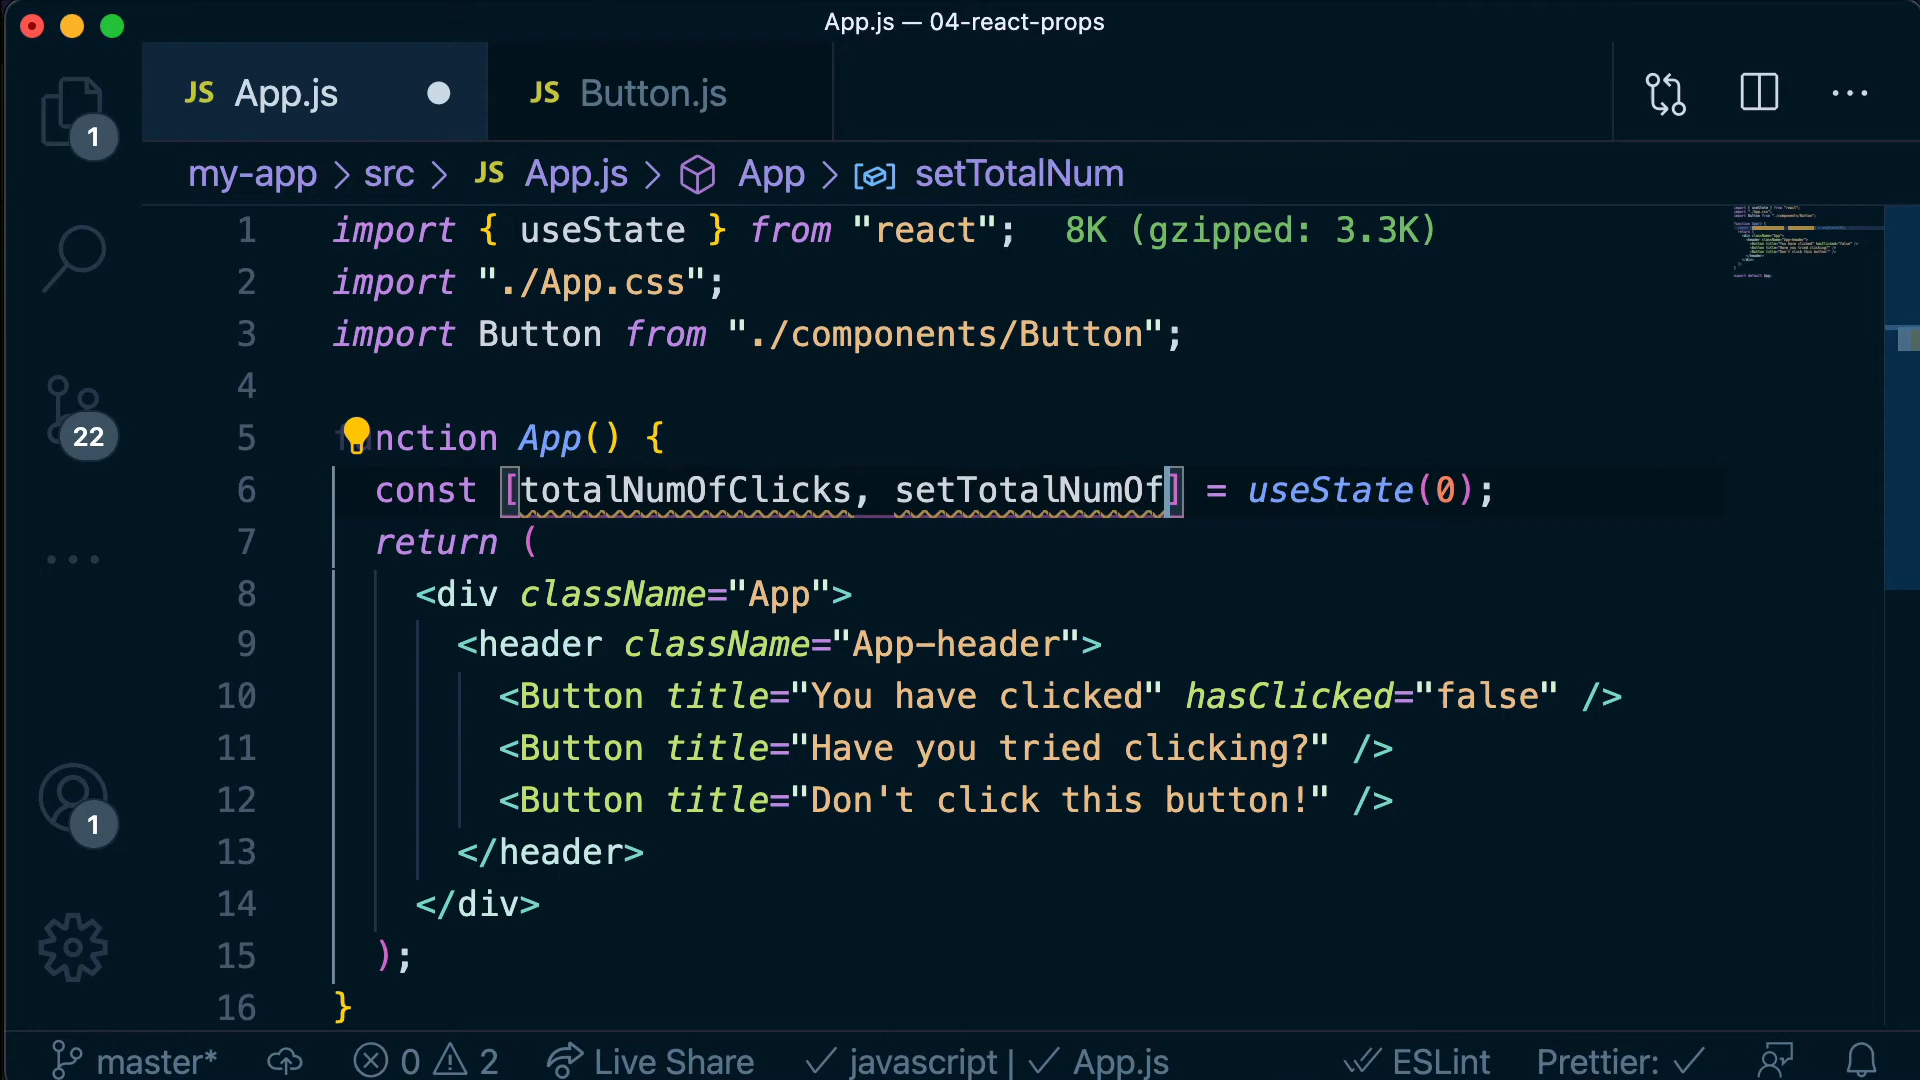 App.js — 04-react-props
JS App.js JS Button.js
my-app > src > JS App.js > App > setTotalNum
1 import { useState } from "react"; 8K (gzipped: 3.3K)
2 import "./App.css";
3 import Button from "./components/Button";
4
5 nction App() {
6 const [totalNumOfClicks, setTotalNumOf] = useState(0);
7 return (
8 <div className="App">
9 <header className="App-header">
10 <Button title="You have clicked" hasClicked="false" />
11 <Button title="Have you tried clicking?" />
12 <Button title="Don't click this button!" />
13 </header>
14 </div>
15 );
16 }
1
22
1
master* 0 2 Live Share javascript | App.js ESLint Prettier: